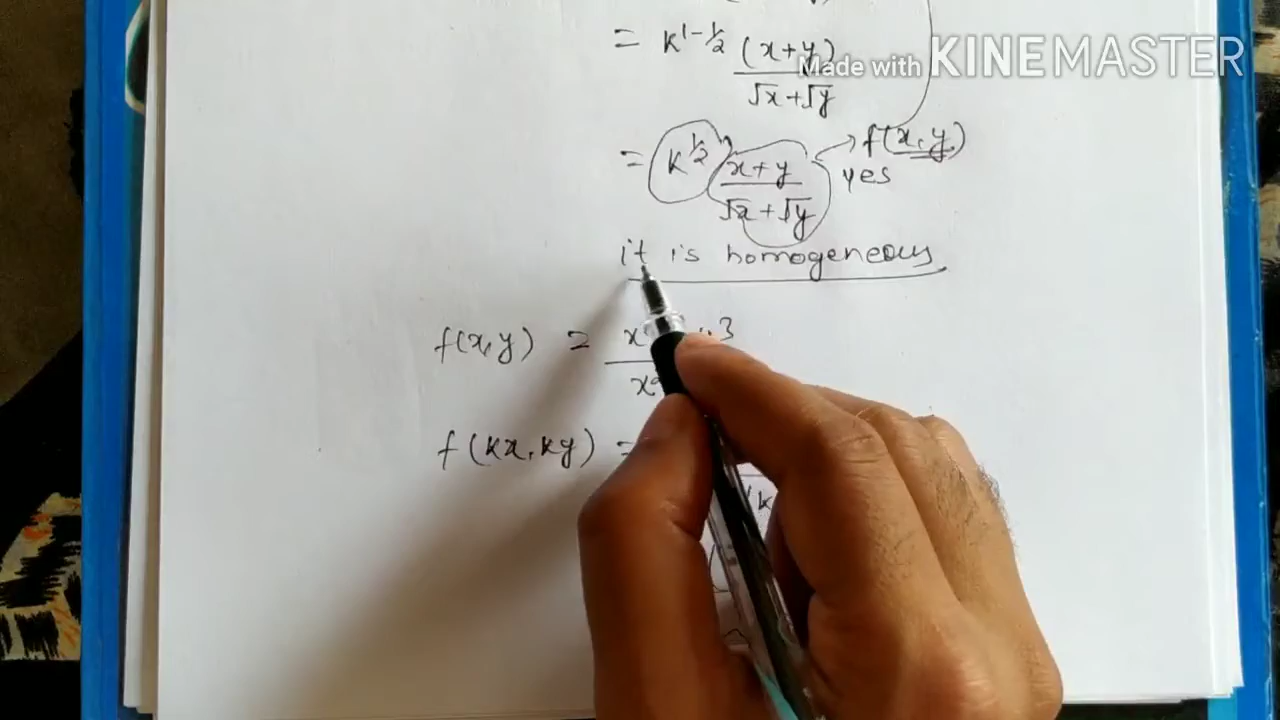 = k^1-1/2 (x+y) / √x+√y
Made with KINEMASTER
= k^1/2 x+y / √x+√y → f(x,y)
yes
it is homogeneous
f(x,y) =
f(kx,ky) =